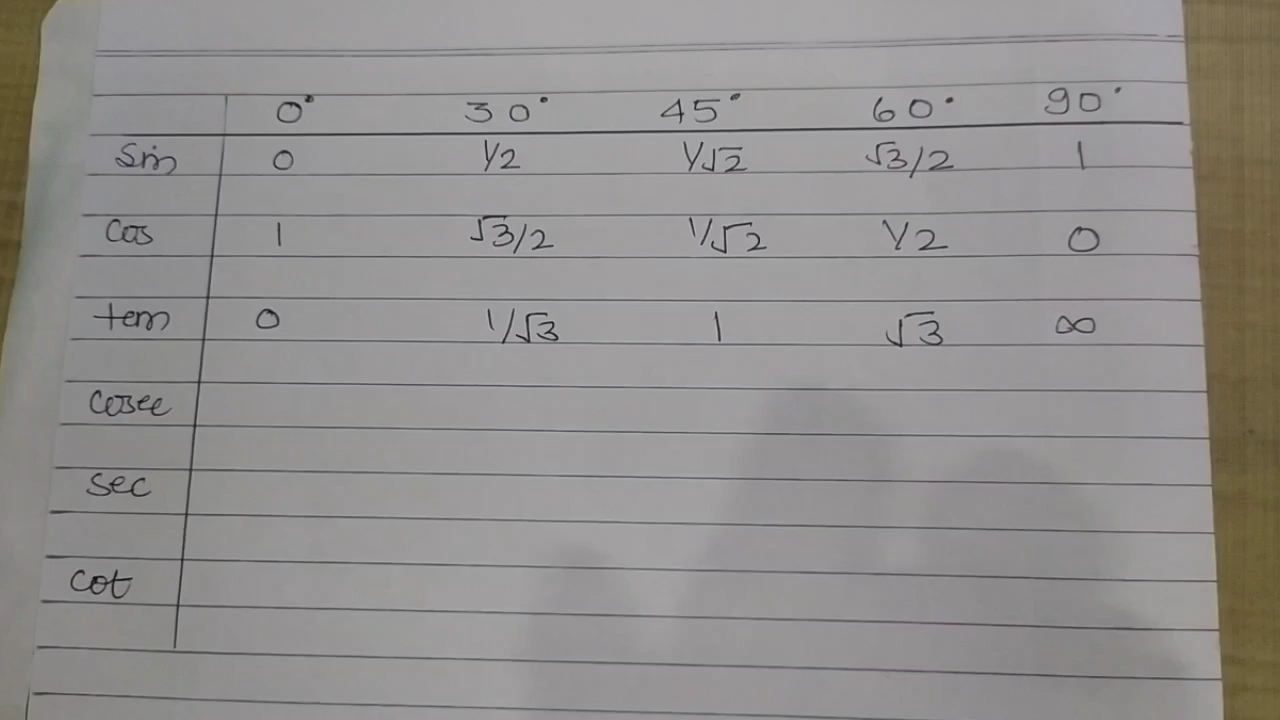 0° 30° 45° 60° 90°
Sin 0 1/2 1/√2 √3/2 1
Cos 1 √3/2 1/√2 1/2 0
tan 0 1/√3 1 √3 ∞
Cosec
Sec
Cot